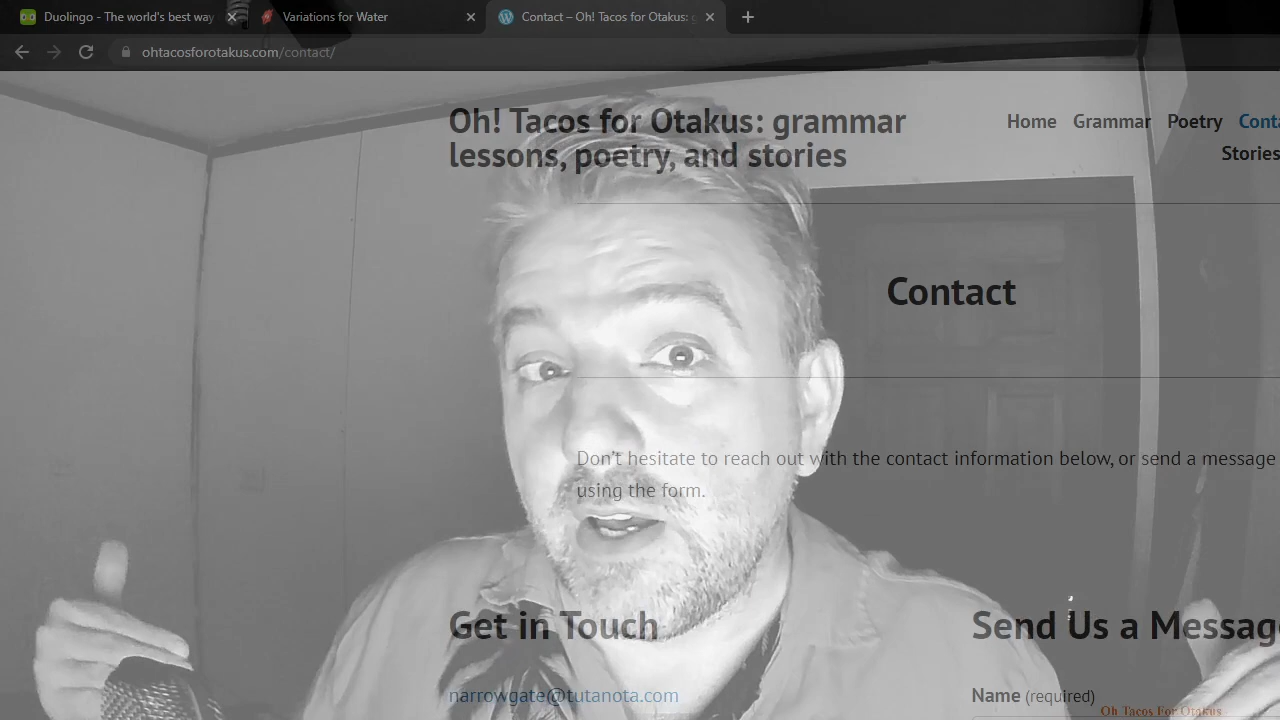 Duolingo - The world's best way
Variations for Water
Contact – Oh! Tacos for Otakus: g
ohtacosforotakus.com/contact/
Oh! Tacos for Otakus: grammar
lessons, poetry, and stories
Home Grammar Poetry Conta
Stories
Contact
Don't hesitate to reach out with the contact information below, or send a message
using the form.
Get in Touch
Send Us a Messag
narrowgate@tutanota.com
Name (required)
Oh Tacos For Otakus